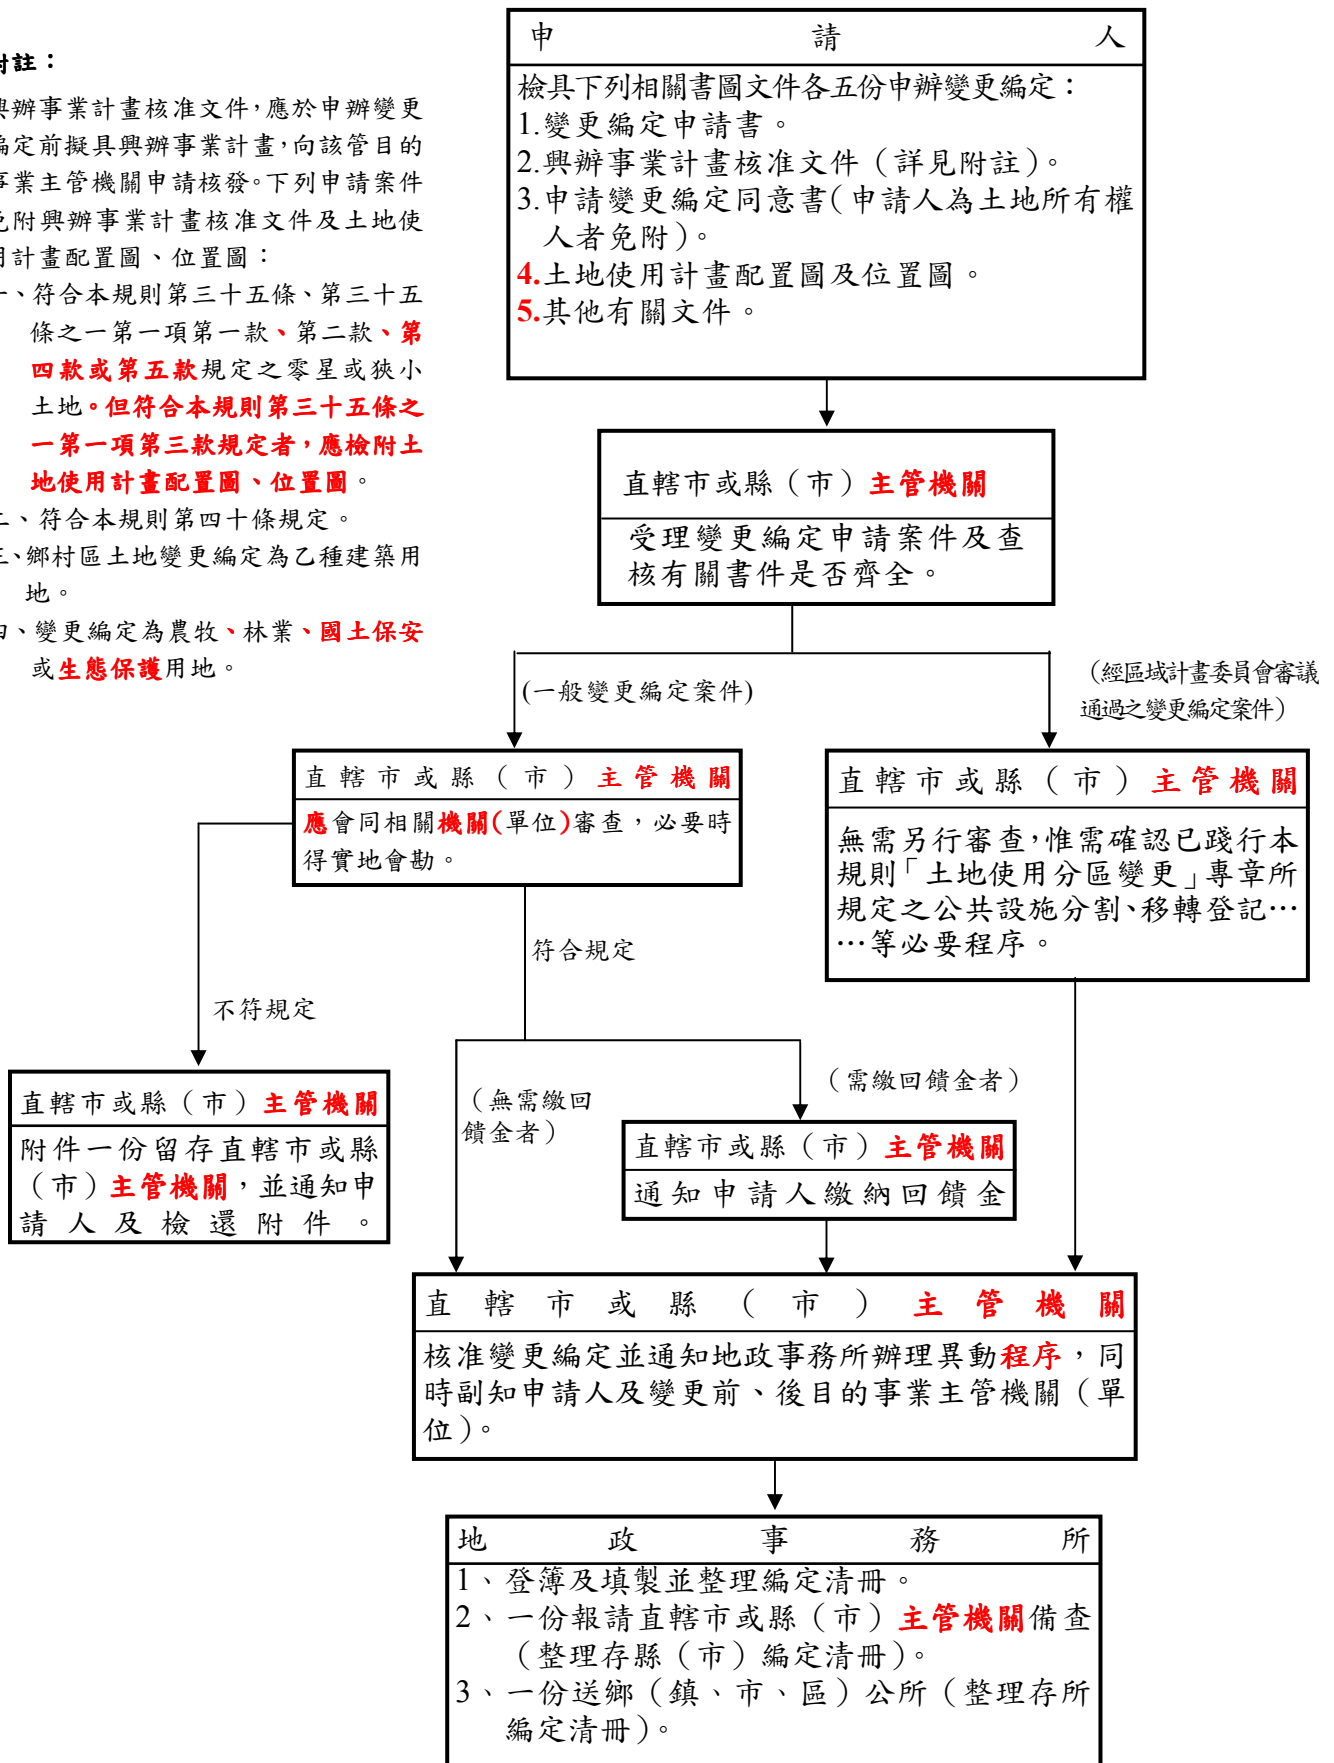 附註：
興辦事業計畫核准文件，應於申辦變更
編定前擬具興辦事業計畫，向該管目的
事業主管機關申請核發。下列申請案件
免附興辦事業計畫核准文件及土地使
用計畫配置圖、位置圖：
一、符合本規則第三十五條、第三十五
條之一第一項第一款、第二款、第
四款或第五款規定之零星或狹小
土地。但符合本規則第三十五條之
一第一項第三款規定者，應檢附土
地使用計畫配置圖、位置圖。
二、符合本規則第四十條規定。
三、鄉村區土地變更編定為乙種建築用
地。
四、變更編定為農牧、林業、國土保安
或生態保護用地。
申請人
檢具下列相關書圖文件各五份申辦變更編定：
1.變更編定申請書。
2.興辦事業計畫核准文件（詳見附註）。
3.申請變更編定同意書（申請人為土地所有權
人者免附）。
4.土地使用計畫配置圖及位置圖。
5.其他有關文件。
直轄市或縣（市）主管機關
受理變更編定申請案件及查
核有關書件是否齊全。
(一般變更編定案件)
（經區域計畫委員會審議
通過之變更編定案件）
直轄市或縣（市）主管機關
應會同相關機關(單位)審查，必要時
得實地會勘。
直轄市或縣（市）主管機關
無需另行審查，惟需確認已踐行本
規則「土地使用分區變更」專章所
規定之公共設施分割、移轉登記…
…等必要程序。
符合規定
不符規定
直轄市或縣（市）主管機關
附件一份留存直轄市或縣
（市）主管機關，並通知申
請人及檢還附件。
（無需繳回
饋金者）
（需繳回饋金者）
直轄市或縣（市）主管機關
通知申請人繳納回饋金
直轄市或縣（市）主管機關
核准變更編定並通知地政事務所辦理異動程序，同
時副知申請人及變更前、後目的事業主管機關（單
位）。
地政事務所
1、登簿及填製並整理編定清冊。
2、一份報請直轄市或縣（市）主管機關備查
（整理存縣（市）編定清冊）。
3、一份送鄉（鎮、市、區）公所（整理存所
編定清冊）。